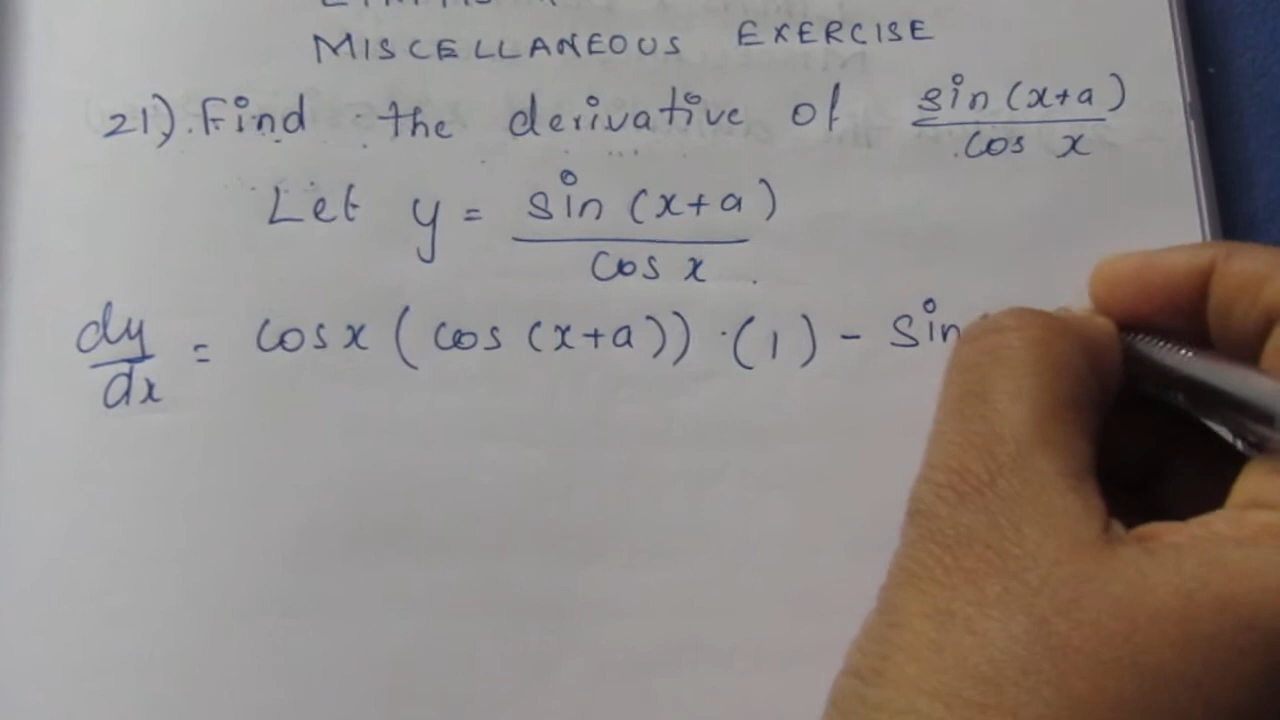 MISCELLANEOUS EXERCISE
21). Find the derivative of sin (x+a) / cos x
Let y = sin (x+a) / cos x
dy/dx = cos x ( cos (x+a)) · (1) - sin